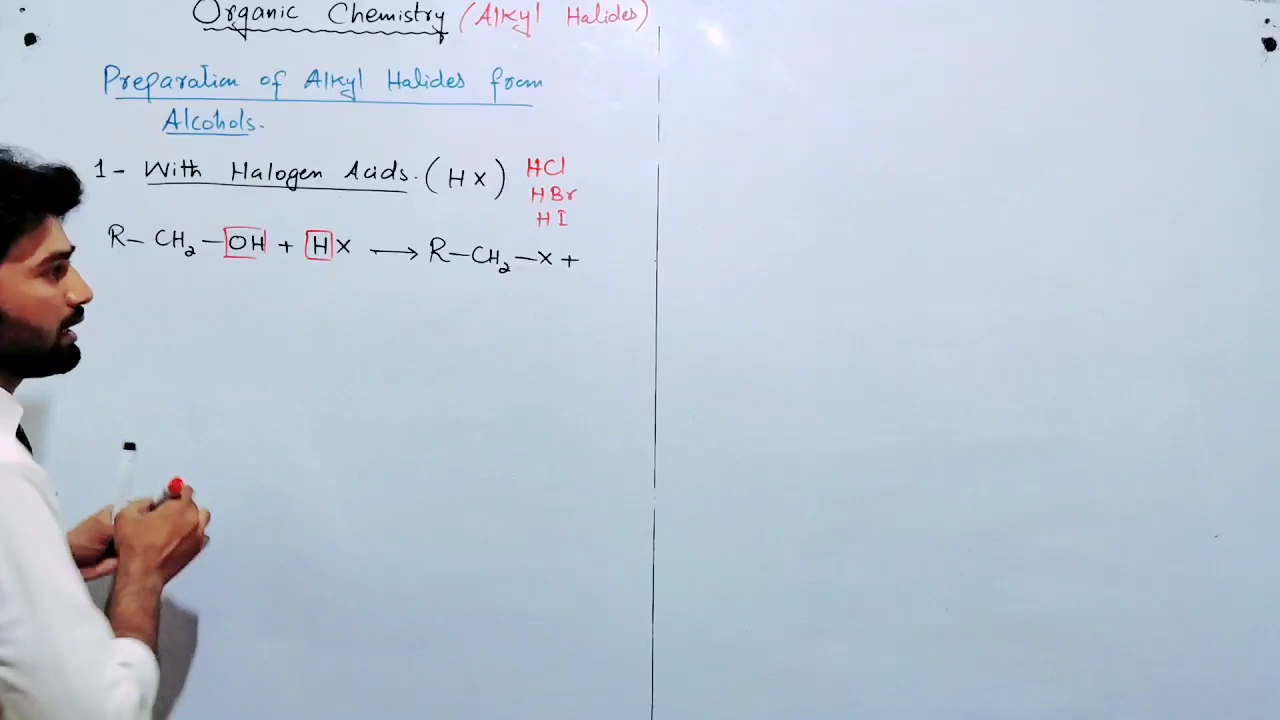 Organic Chemistry (Alkyl Halides)
Preparation of Alkyl Halides from
Alcohols.
1- With Halogen Acids. (HX) HCl
HBr
HI
R-CH₂-OH + HX ⟶ R-CH₂-X +